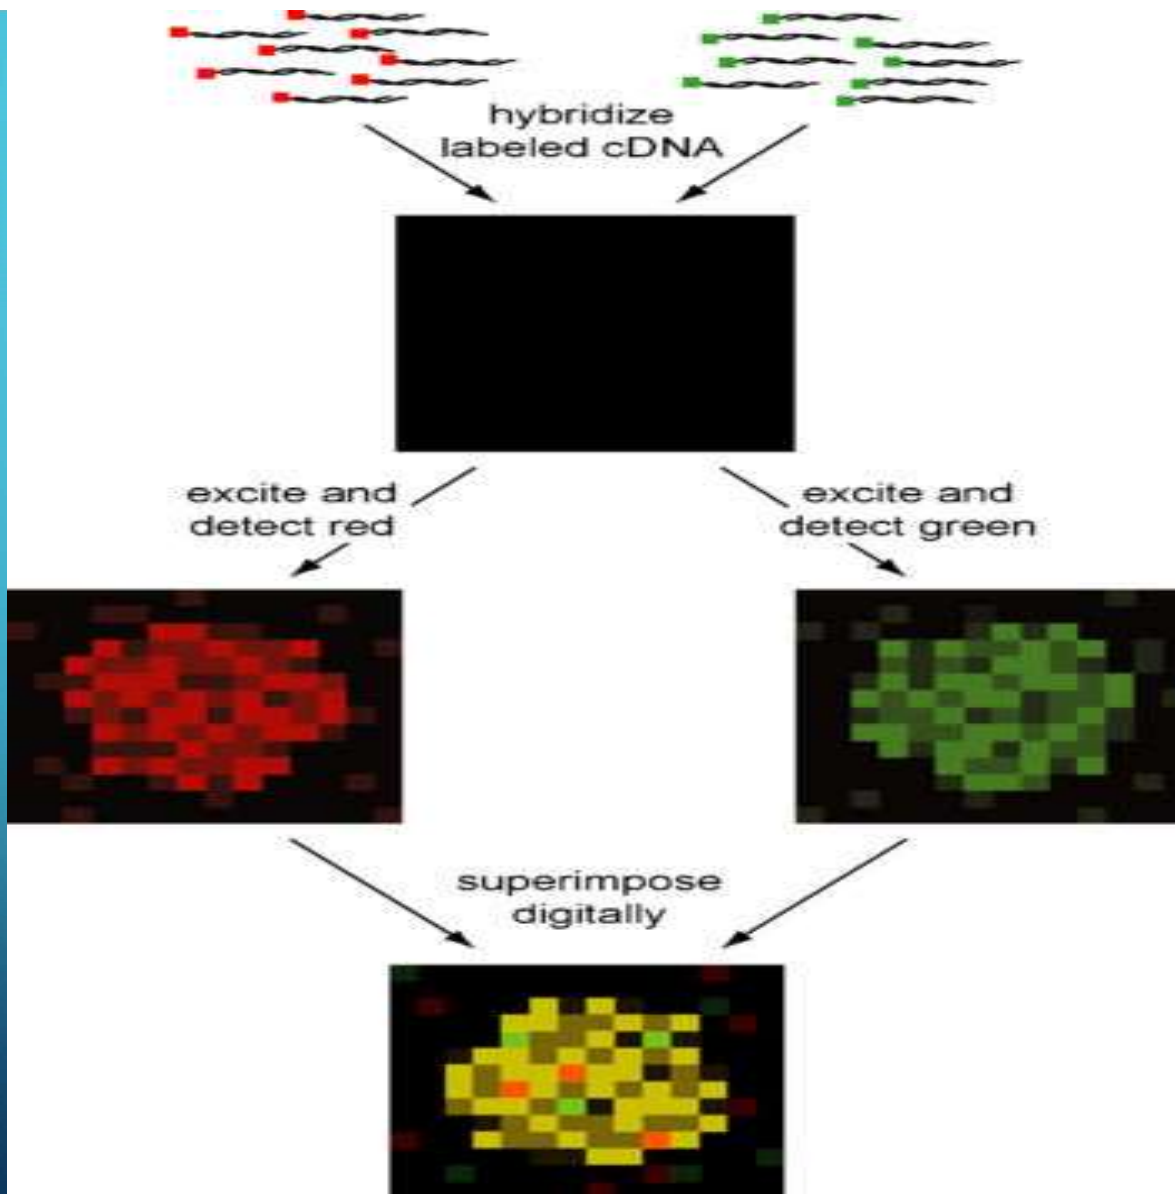 hybridize
labeled cDNA
excite and
detect red
excite and
detect green
superimpose
digitally